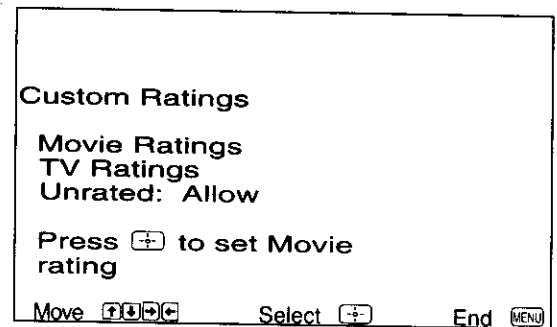 Custom Ratings
Movie Ratings
TV Ratings
Unrated: Allow
Press [+] to set Movie
rating
Move [↑][↓][→][←] Select [+] End [MENU]